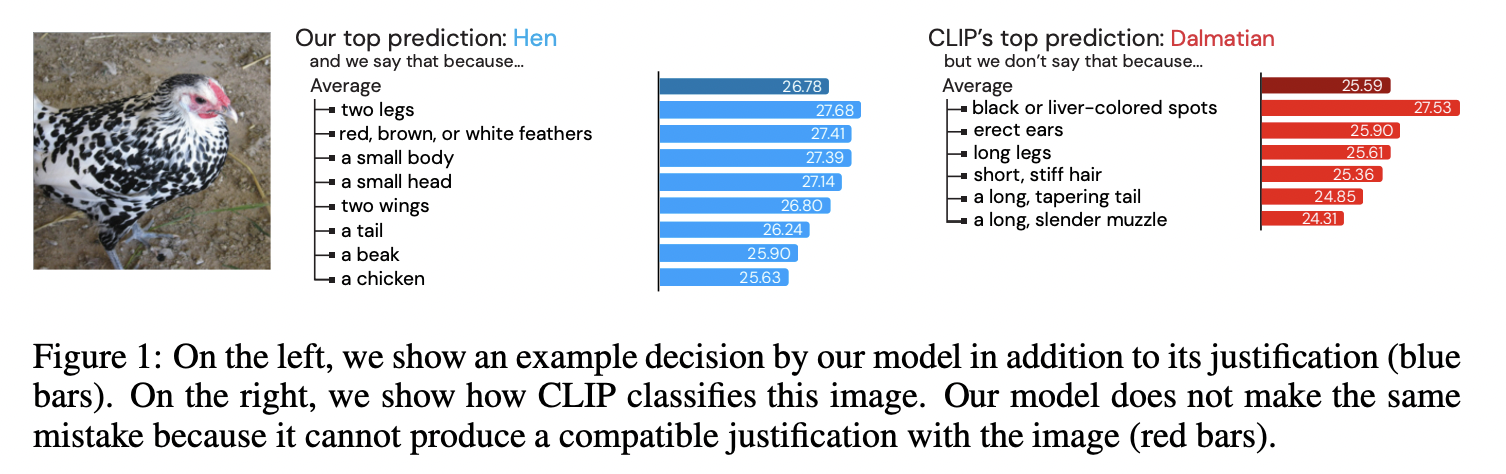 Our top prediction: Hen
and we say that because...
Average 26.78
two legs 27.68
red, brown, or white feathers 27.41
a small body 27.39
a small head 27.14
two wings 26.80
a tail 26.24
a beak 25.90
a chicken 25.63
CLIP's top prediction: Dalmatian
but we don't say that because...
Average 25.59
black or liver-colored spots 27.53
erect ears 25.90
long legs 25.61
short, stiff hair 25.36
a long, tapering tail 24.85
a long, slender muzzle 24.31
Figure 1: On the left, we show an example decision by our model in addition to its justification (blue
bars). On the right, we show how CLIP classifies this image. Our model does not make the same
mistake because it cannot produce a compatible justification with the image (red bars).